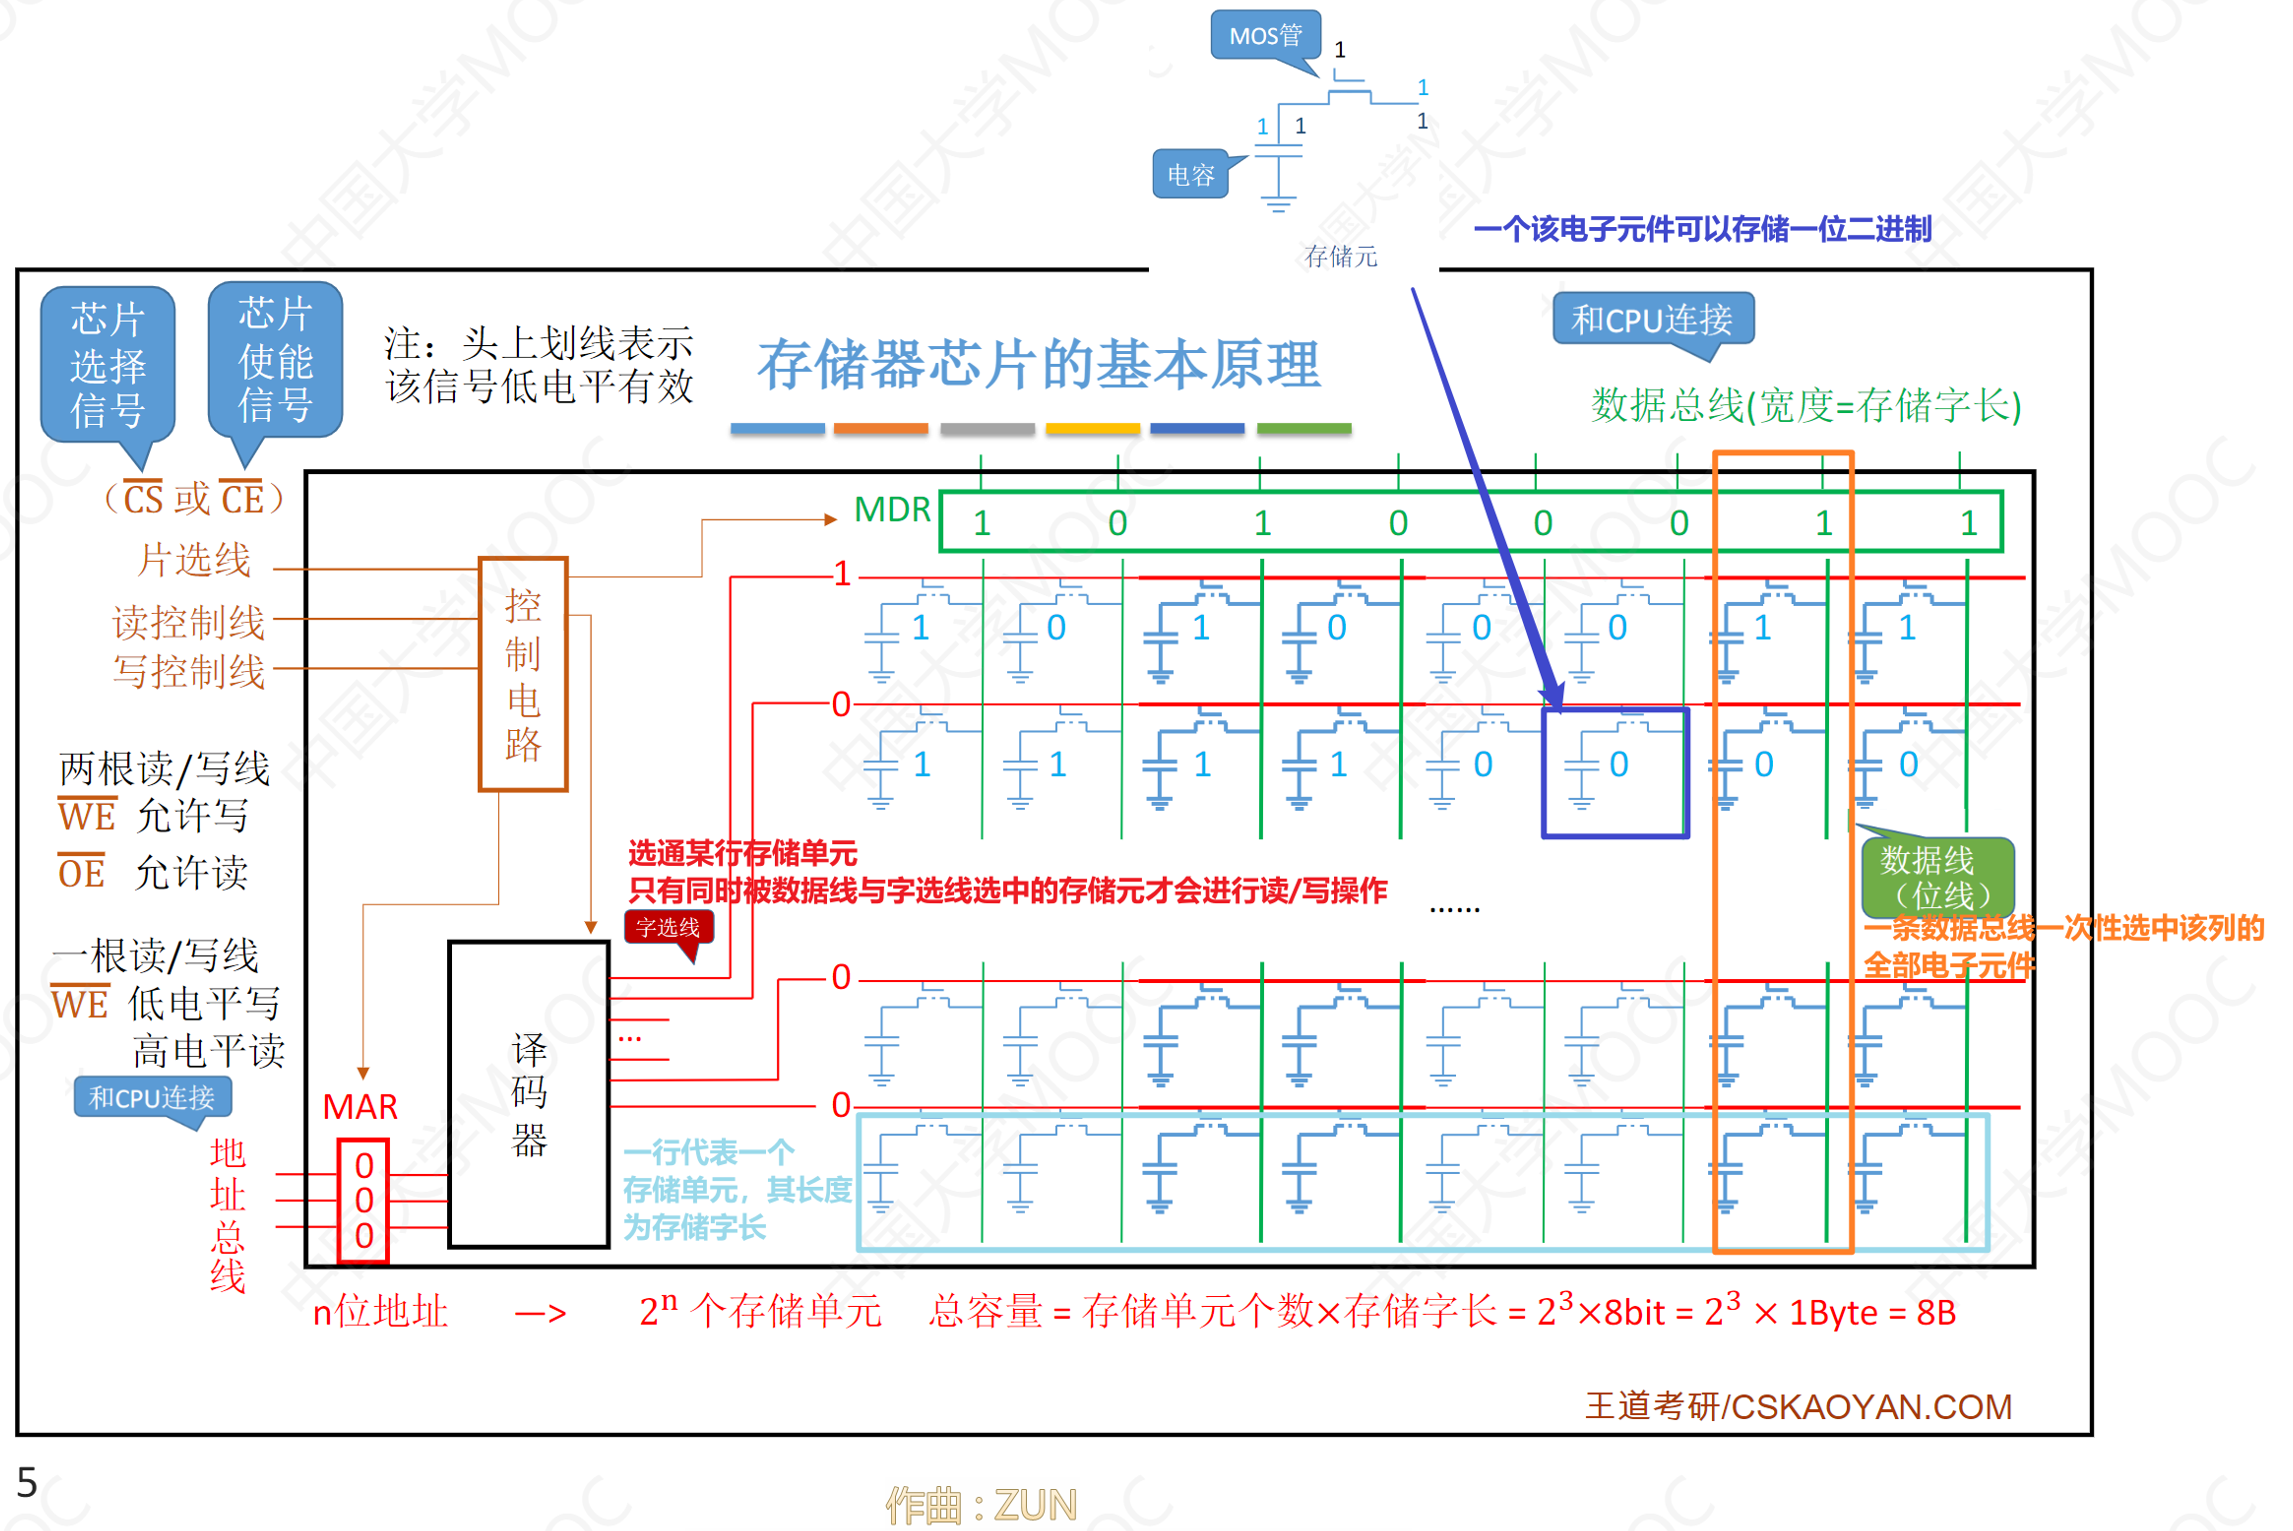 MOS管
1
1
1
1 1
电容
存储元
一个该电子元件可以存储一位二进制
芯片
选择
信号
芯片
使能
信号
注：头上划线表示
该信号低电平有效
存储器芯片的基本原理
和CPU连接
数据总线(宽度=存储字长)
（CS 或 CE）
片选线
读控制线
写控制线
控
制
电
路
MDR 1 0 1 0 0 0 1 1
1
1 0 1 0 0 0 1 1
0
1 1 1 1 0 0 0 0
两根读/写线
WE 允许写
OE 允许读
选通某行存储单元
只有同时被数据线与字选线选中的存储元才会进行读/写操作
字选线
……
数据线
（位线）
一条数据总线一次性选中该列的
全部电子元件
一根读/写线
WE 低电平写
高电平读
和CPU连接
MAR
地
址
总
线
0
0
0
译
码
器
...
0
0
一行代表一个
存储单元，其长度
为存储字长
n位地址 —> 2ⁿ 个存储单元 总容量 = 存储单元个数×存储字长 = 2³×8bit = 2³ × 1Byte = 8B
王道考研/CSKAOYAN.COM
5
作曲：ZUN
中国大学MOOC